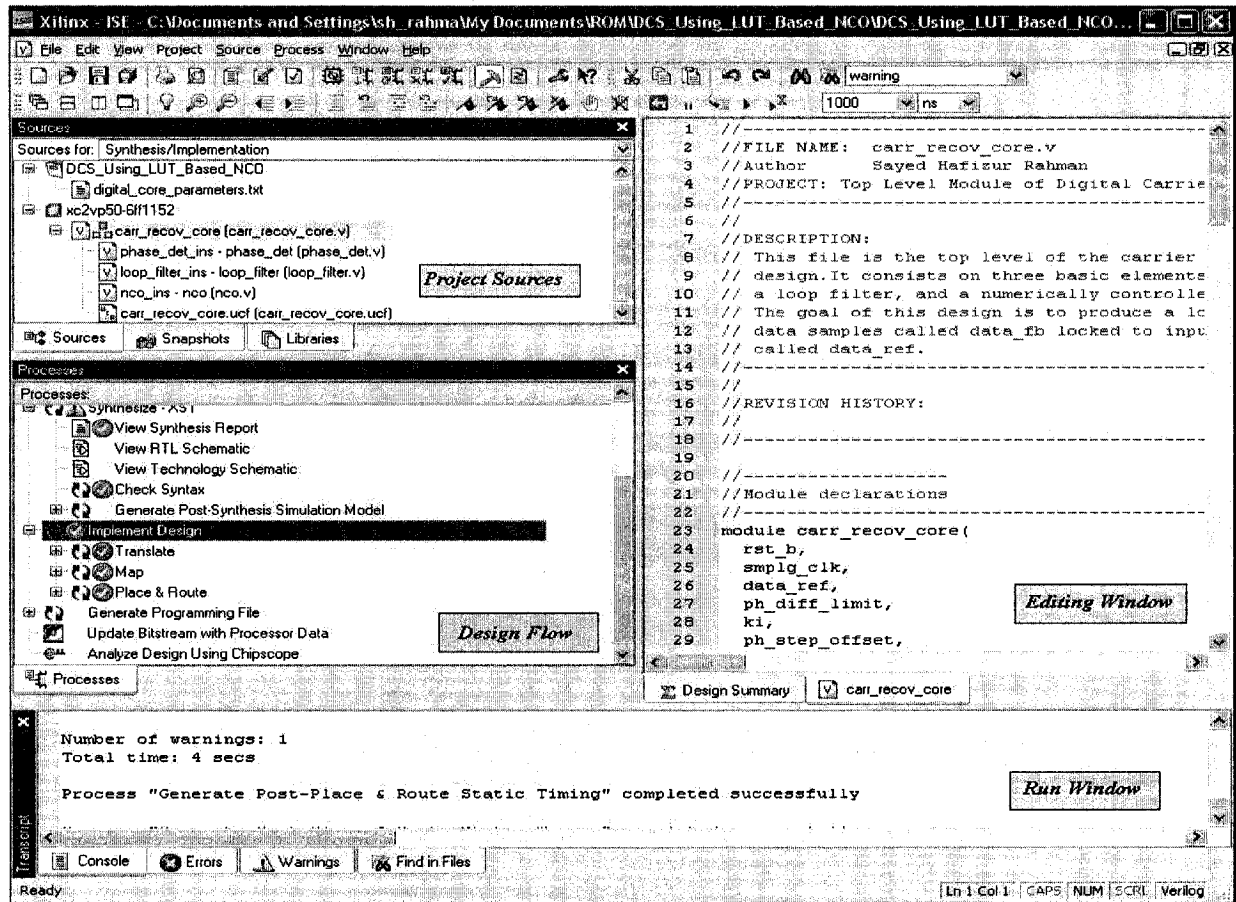 Xilinx - ISE - C:\Documents and Settings\sh_rahma\My Documents\ROM\DCS_Using_LUT_Based_NCO\DCS_Using_LUT_Based_NCO...
File Edit View Project Source Process Window Help
warning
1000 ns
Sources
Sources for: Synthesis/Implementation
DCS_Using_LUT_Based_NCO
digital_core_parameters.txt
xc2vp50-6ff1152
carr_recov_core (carr_recov_core.v)
phase_det_ins - phase_det (phase_det.v)
loop_filter_ins - loop_filter (loop_filter.v)
nco_ins - nco (nco.v)
carr_recov_core.ucf (carr_recov_core.ucf)
Project Sources
Sources Snapshots Libraries
Processes
Processes:
Synthesize - XST
View Synthesis Report
View RTL Schematic
View Technology Schematic
Check Syntax
Generate Post-Synthesis Simulation Model
Implement Design
Translate
Map
Place & Route
Generate Programming File
Update Bitstream with Processor Data
Analyze Design Using Chipscope
Design Flow
Processes
1 //---------------------------------------------
2 //FILE NAME: carr_recov_core.v
3 //Author Sayed Hafizur Rahman
4 //PROJECT: Top Level Module of Digital Carrie
5 //---------------------------------------------
6 //
7 //DESCRIPTION:
8 // This file is the top level of the carrier
9 // design.It consists on three basic elements
10 // a loop filter, and a numerically controlle
11 // The goal of this design is to produce a lo
12 // data samples called data_fb locked to inpu
13 // called data_ref.
14 //---------------------------------------------
15 //
16 //REVISION HISTORY:
17 //
18 //---------------------------------------------
19
20 //--------------------
21 //Module declarations
22 //---------------------------------------------
23 module carr_recov_core(
24 rst_b,
25 smplg_clk,
26 data_ref,
27 ph_diff_limit,
28 ki,
29 ph_step_offset,
Editing Window
Design Summary carr_recov_core
Number of warnings: 1
Total time: 4 secs
Process "Generate Post-Place & Route Static Timing" completed successfully
Run Window
Transcript
Console Errors Warnings Find in Files
Ready Ln 1 Col 1 CAPS NUM SCRL Verilog